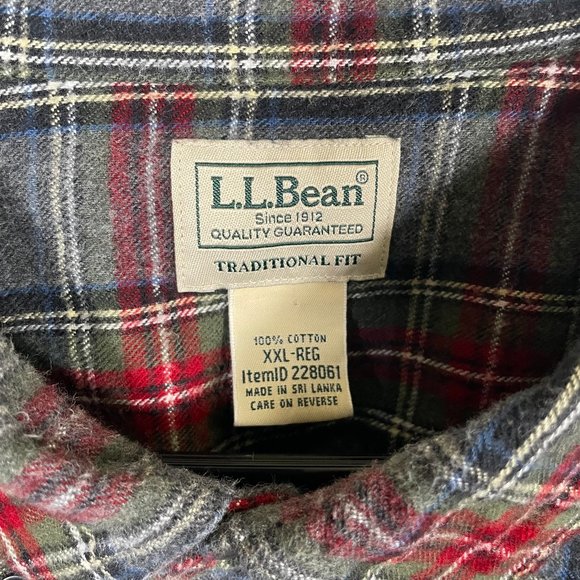 L.L.Bean®
Since 1912
QUALITY GUARANTEED
TRADITIONAL FIT
100% COTTON
XXL-REG
ItemID 228061
MADE IN SRI LANKA
CARE ON REVERSE